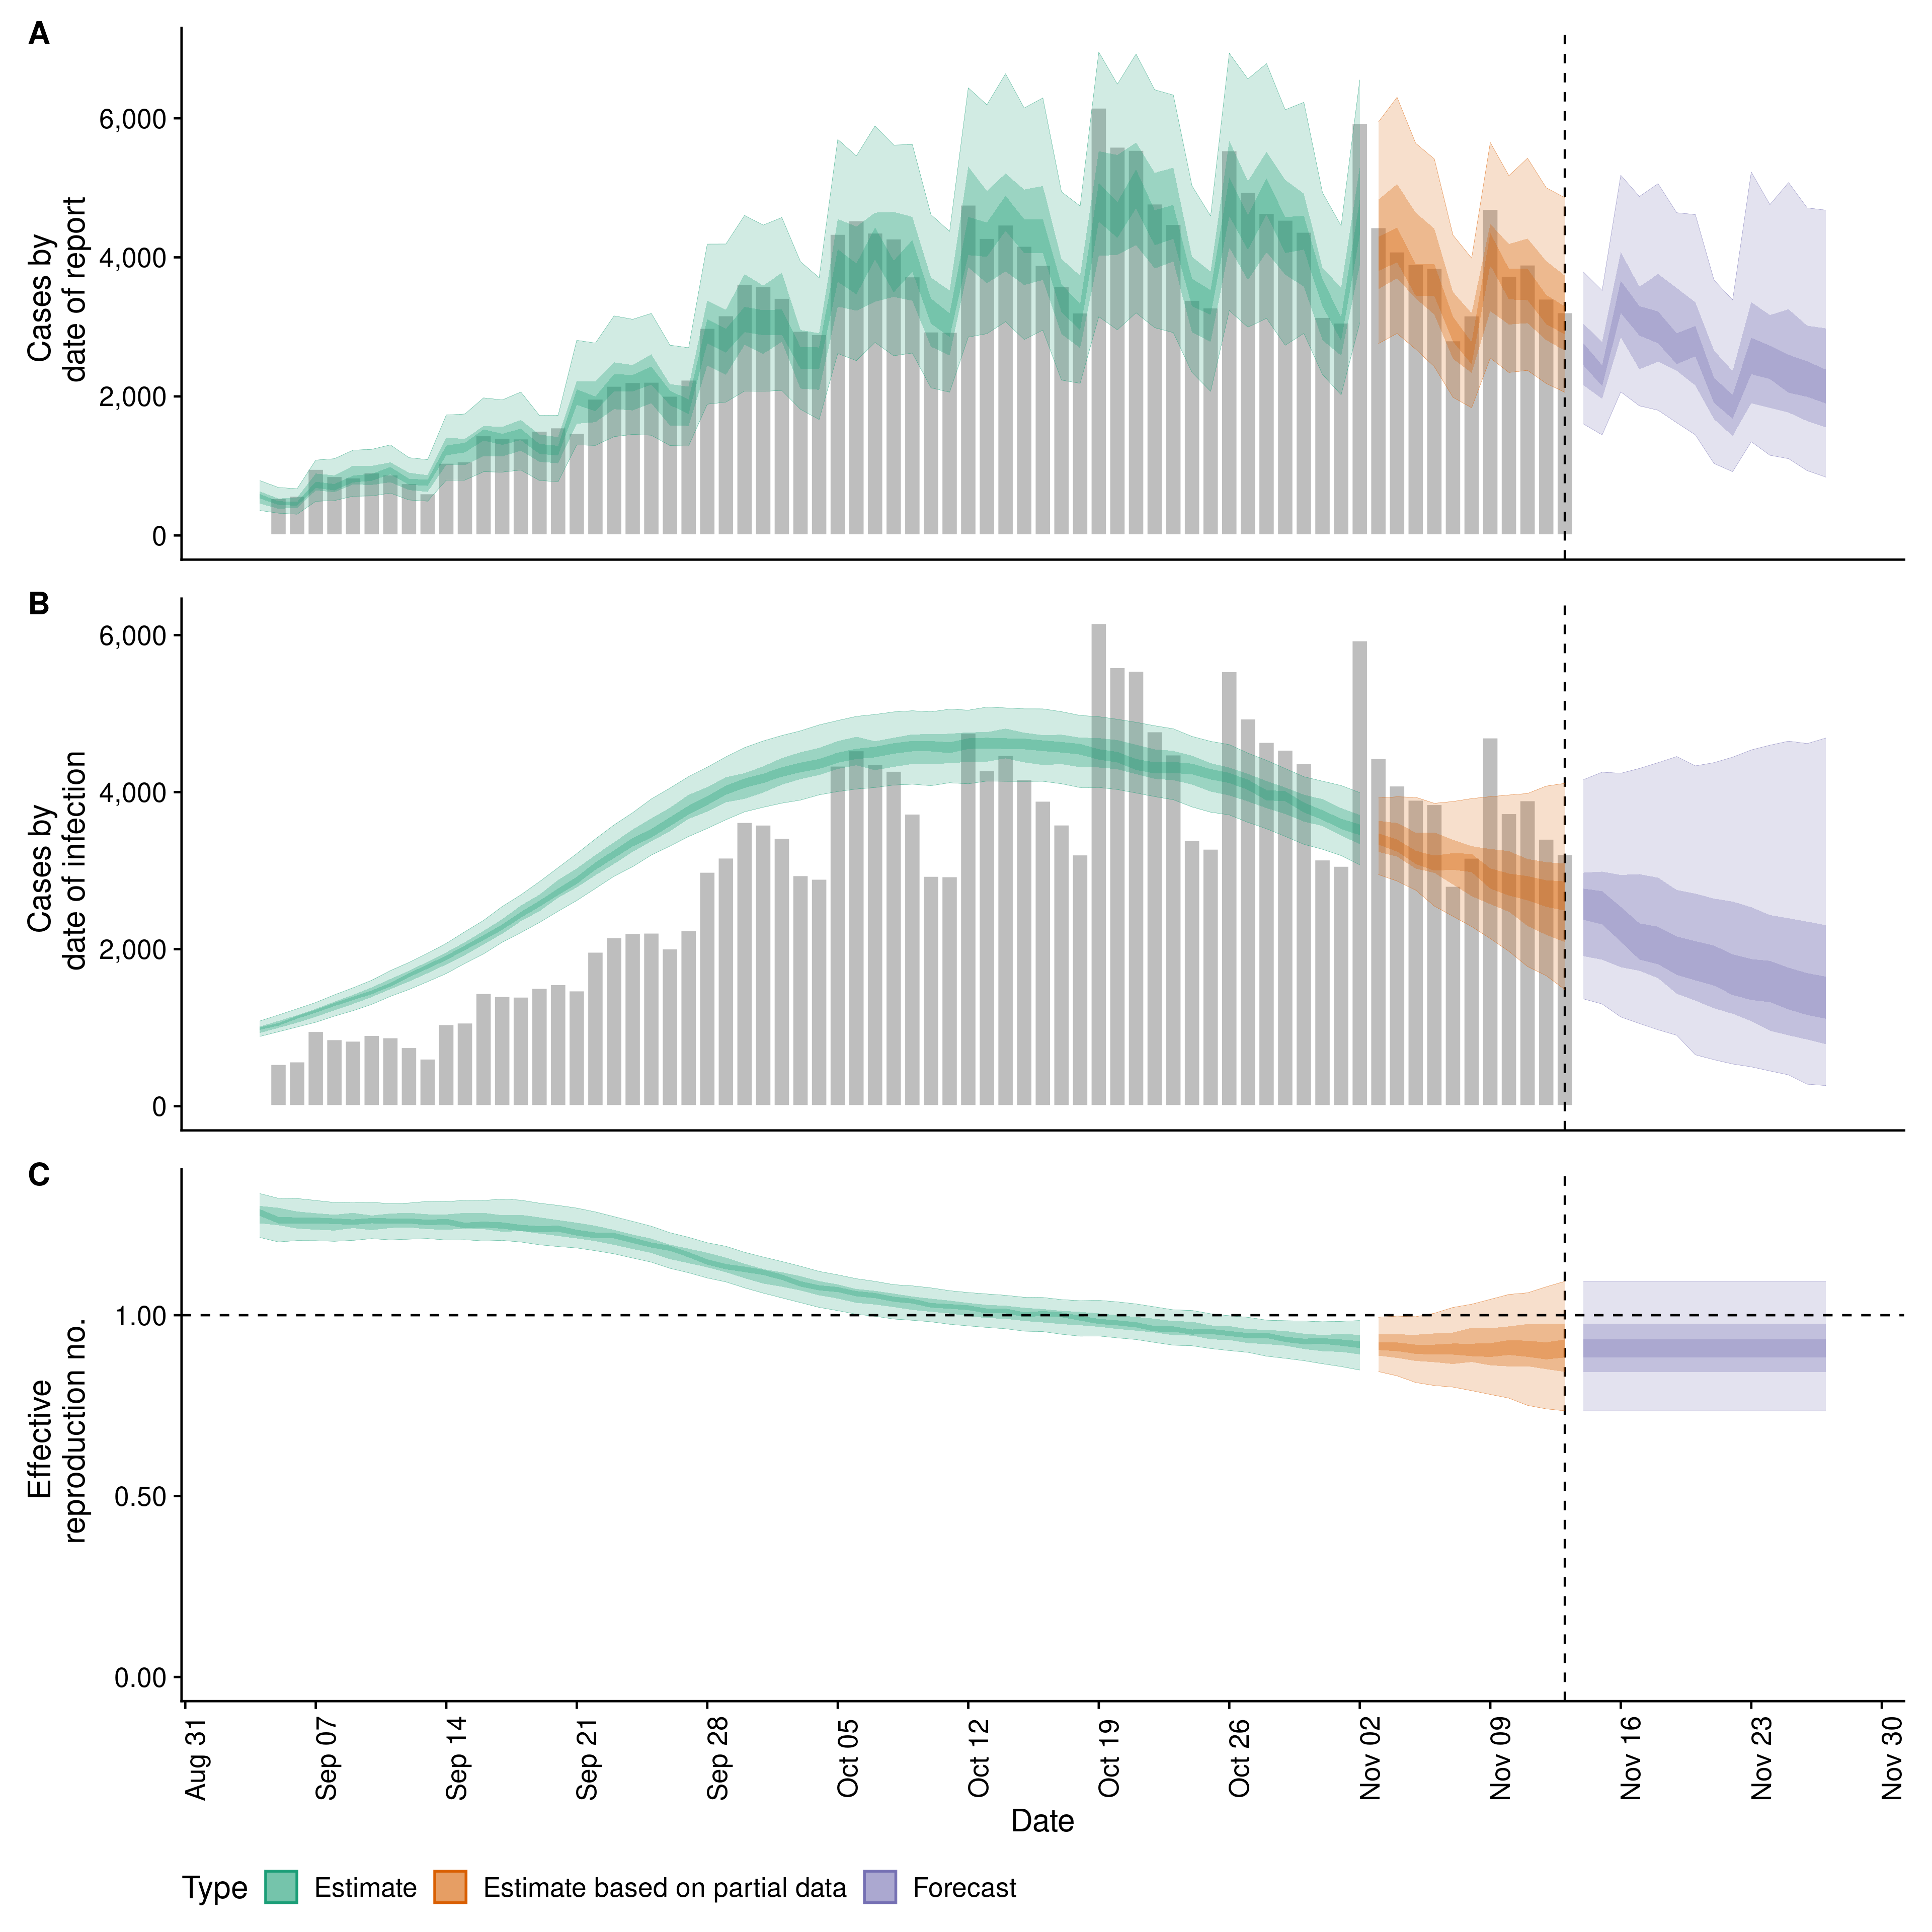 A
Cases by
date of report
6,000
4,000
2,000
0
B
Cases by
date of infection
6,000
4,000
2,000
0
C
Effective
reproduction no.
1.00
0.50
0.00
Aug 31
Sep 07
Sep 14
Sep 21
Sep 28
Oct 05
Oct 12
Oct 19
Oct 26
Nov 02
Nov 09
Nov 16
Nov 23
Nov 30
Date
Type Estimate Estimate based on partial data Forecast